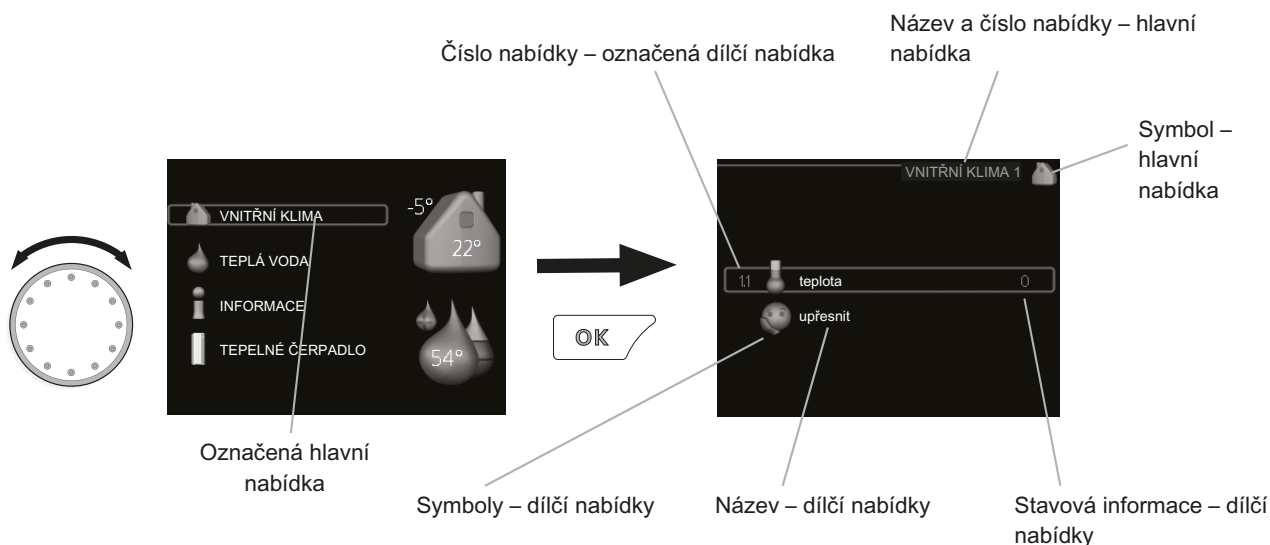 Název a číslo nabídky – hlavní
nabídka
Číslo nabídky – označená dílčí nabídka
Symbol –
hlavní
nabídka
VNITŘNÍ KLIMA
TEPLÁ VODA
INFORMACE
TEPELNÉ ČERPADLO
-5°
22°
54°
OK
VNITŘNÍ KLIMA 1
1.1 teplota 0
upřesnit
Označená hlavní
nabídka
Symboly – dílčí nabídky
Název – dílčí nabídky
Stavová informace – dílčí
nabídky